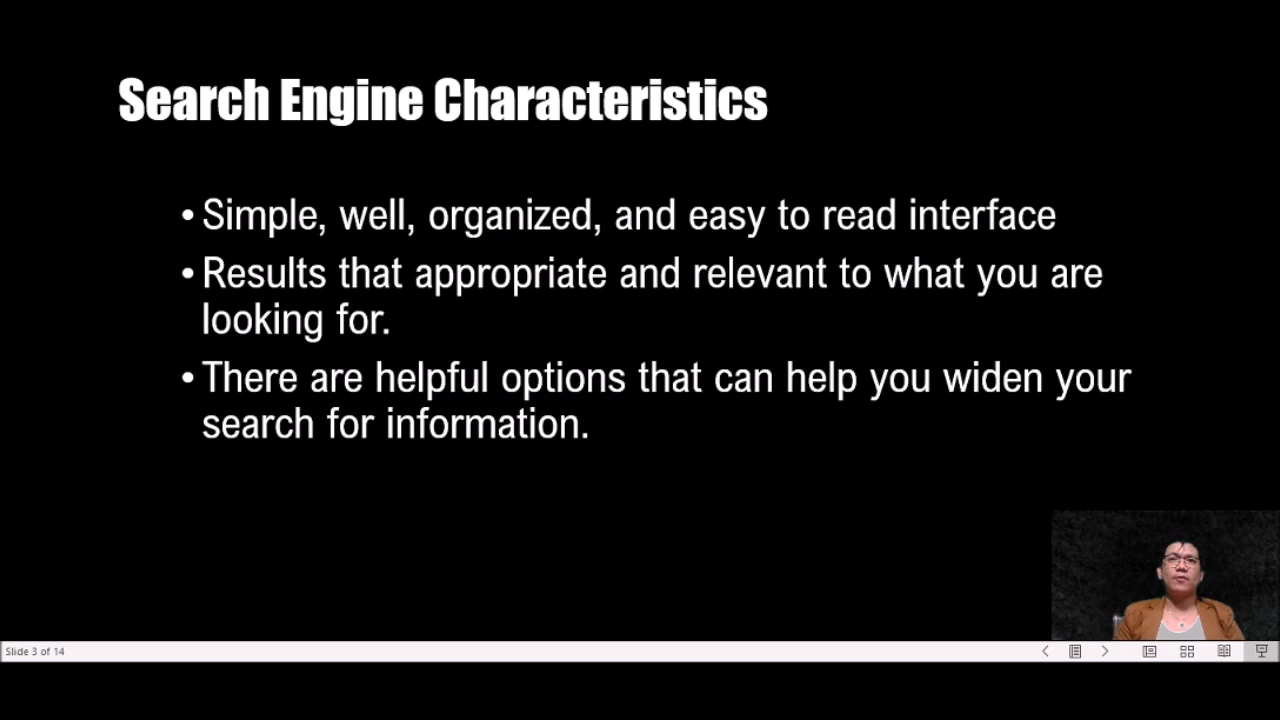 Search Engine Characteristics
• Simple, well, organized, and easy to read interface
• Results that appropriate and relevant to what you are
looking for.
• There are helpful options that can help you widen your
search for information.
Slide 3 of 14